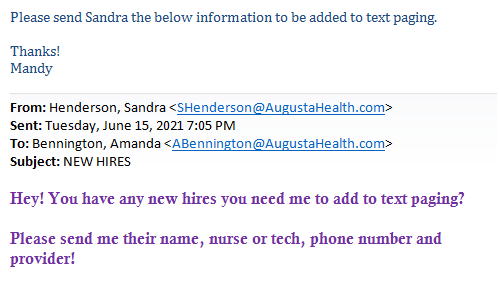 Please send Sandra the below information to be added to text paging.
Thanks!
Mandy
From: Henderson, Sandra <SHenderson@AugustaHealth.com>
Sent: Tuesday, June 15, 2021 7:05 PM
To: Bennington, Amanda <ABennington@AugustaHealth.com>
Subject: NEW HIRES
Hey! You have any new hires you need me to add to text paging?
Please send me their name, nurse or tech, phone number and
provider!